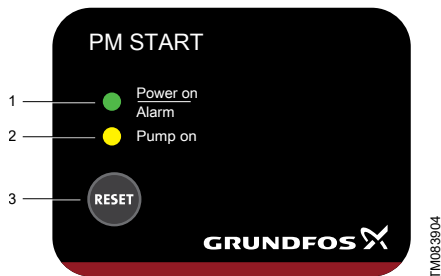 PM START
1
Power on
Alarm
2
Pump on
3
RESET
GRUNDFOS
TM083904